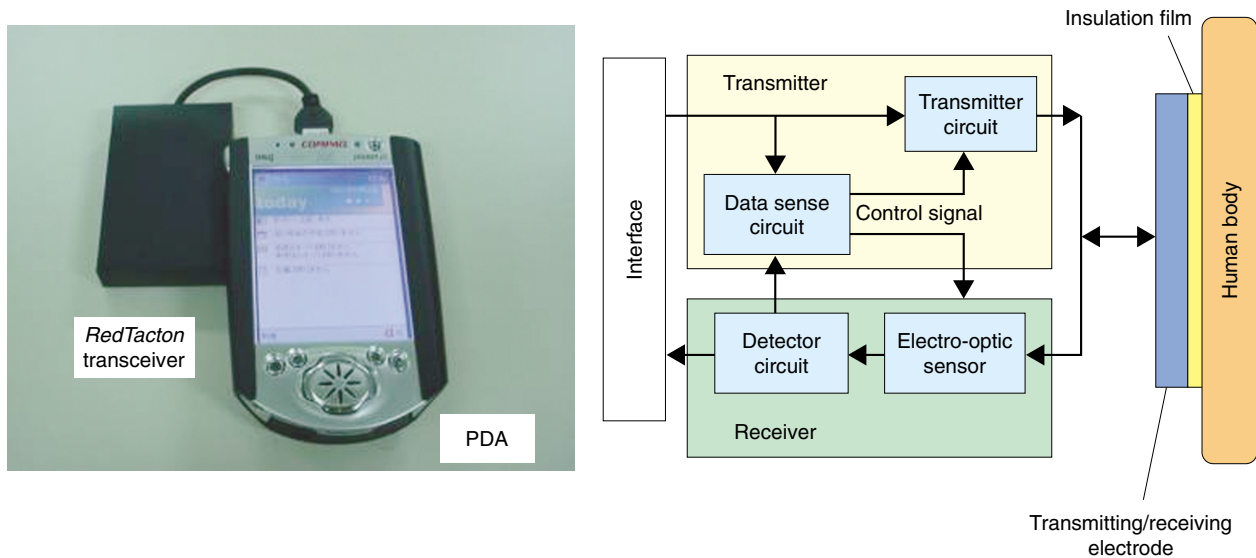 RedTacton
transceiver
PDA
COMPAQ
today
Interface
Transmitter
Transmitter
circuit
Data sense
circuit
Control signal
Detector
circuit
Electro-optic
sensor
Receiver
Insulation film
Human body
Transmitting/receiving
electrode